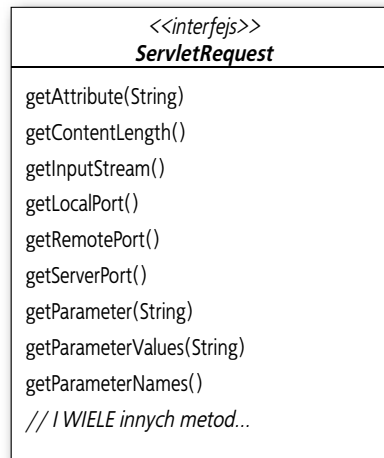 <<interfejs>>
ServletRequest
getAttribute(String)
getContentLength()
getInputStream()
getLocalPort()
getRemotePort()
getServerPort()
getParameter(String)
getParameterValues(String)
getParameterNames()
// I WIELE innych metod...